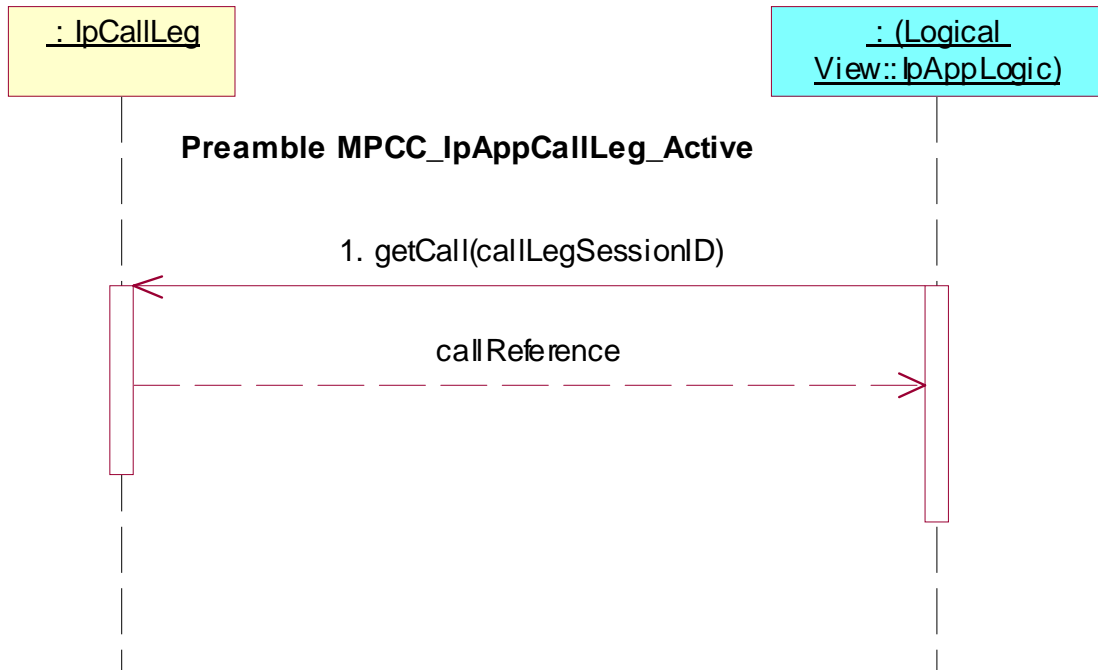 : IpCallLeg
: (Logical
View::IpAppLogic)
Preamble MPCC_IpAppCallLeg_Active
1. getCall(callLegSessionID)
callReference